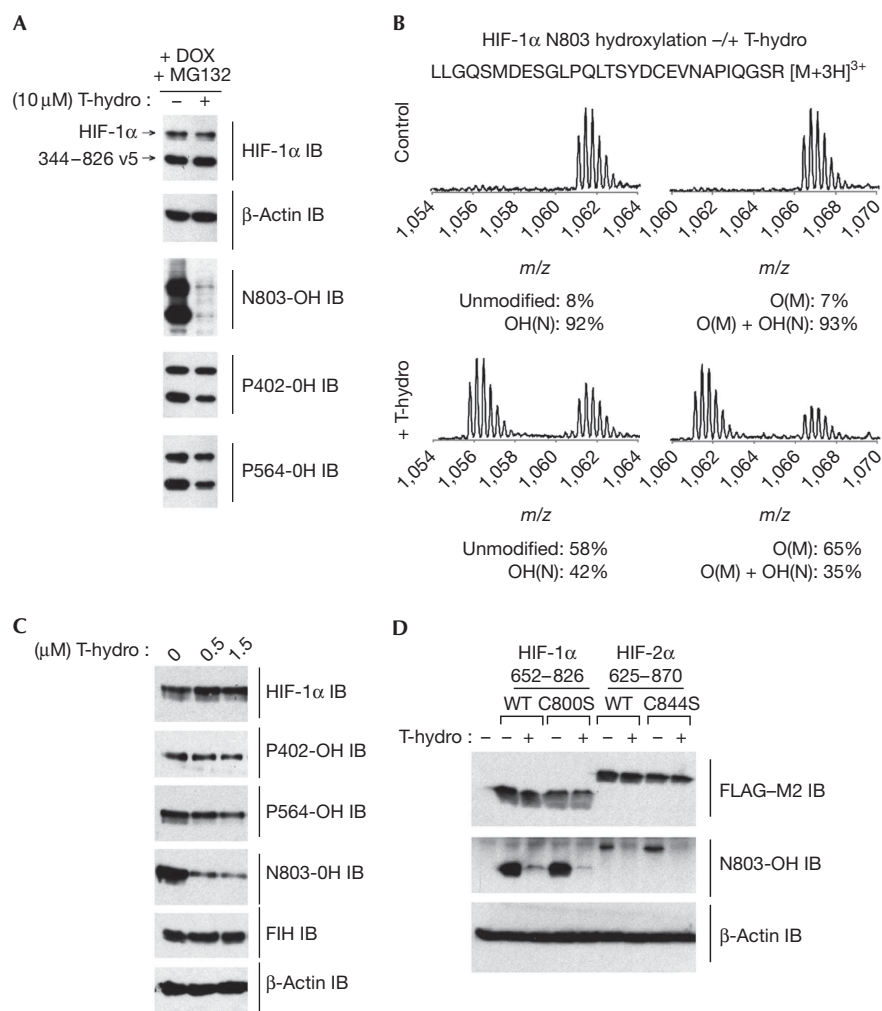 A
+ DOX
+ MG132
(10 μM) T-hydro : – +
HIF-1α →
344–826 v5 →
HIF-1α IB
β-Actin IB
N803-OH IB
P402-0H IB
P564-0H IB
B
HIF-1α N803 hydroxylation –/+ T-hydro
LLGQSMDESGLPQLTSYDCEVNAPIQGSR [M+3H]3+
Control
1,054 1,056 1,058 1,060 1,062 1,064
1,060 1,062 1,064 1,066 1,068 1,070
m/z
m/z
Unmodified: 8%
OH(N): 92%
O(M): 7%
O(M) + OH(N): 93%
+ T-hydro
1,054 1,056 1,058 1,060 1,062 1,064
1,060 1,062 1,064 1,066 1,068 1,070
m/z
m/z
Unmodified: 58%
OH(N): 42%
O(M): 65%
O(M) + OH(N): 35%
C
(μM) T-hydro : 0 0.5 1.5
HIF-1α IB
P402-OH IB
P564-OH IB
N803-0H IB
FIH IB
β-Actin IB
D
HIF-1α HIF-2α
652–826 625–870
WT C800S WT C844S
T-hydro : – – + – + – + – +
FLAG–M2 IB
N803-OH IB
β-Actin IB